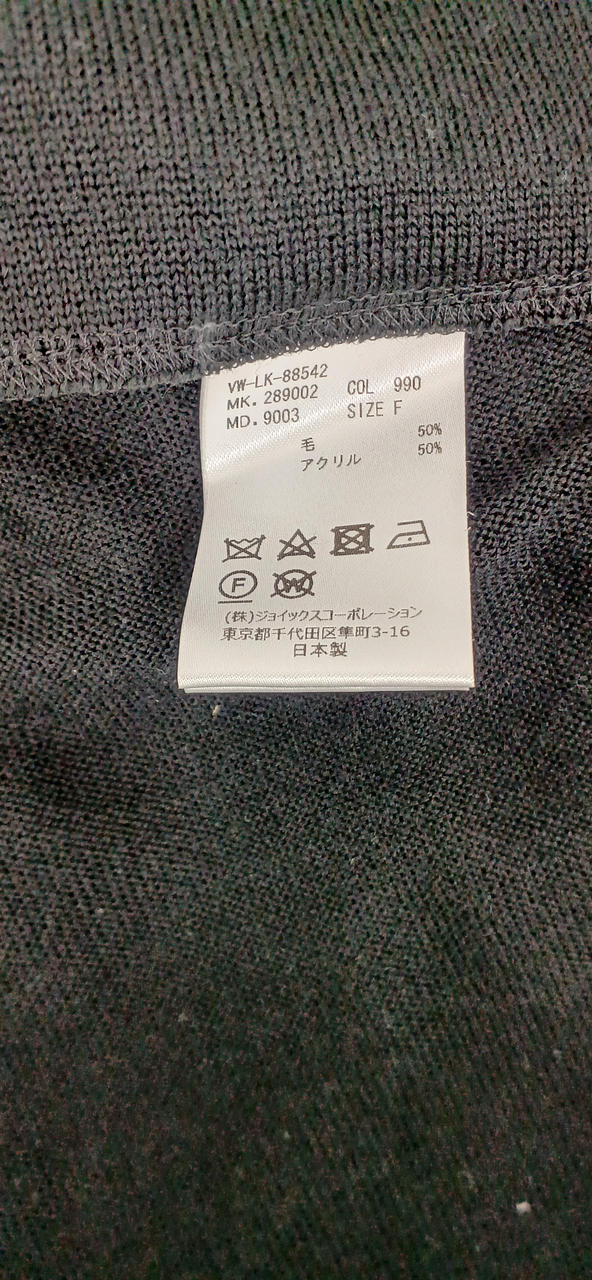 VW-LK-88542
MK. 289002 COL 990
MD. 9003 SIZE F
毛 50%
アクリル 50%
F
W
(株)ジョイックスコーポレーション
東京都千代田区隼町3-16
日本製